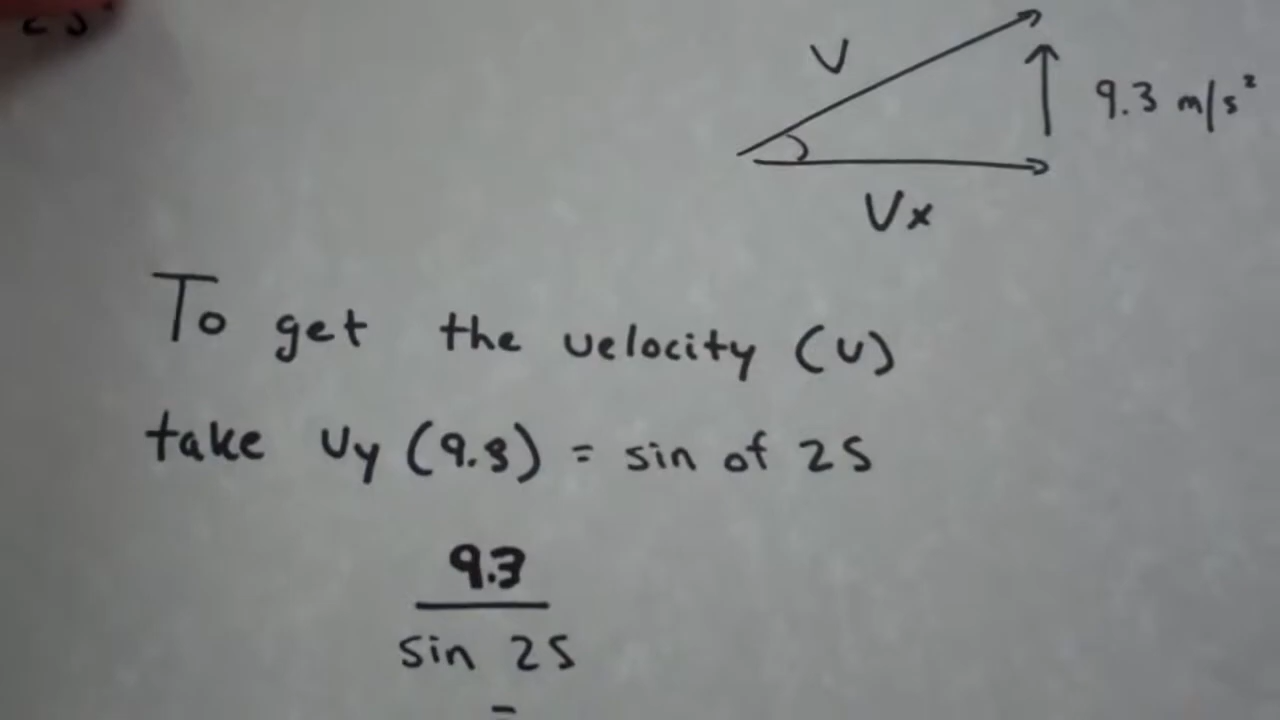 25°
V
9.3 m/s²
Vx
To get the velocity (v)
take vy (9.3) = sin of 25
9.3
sin 25
=